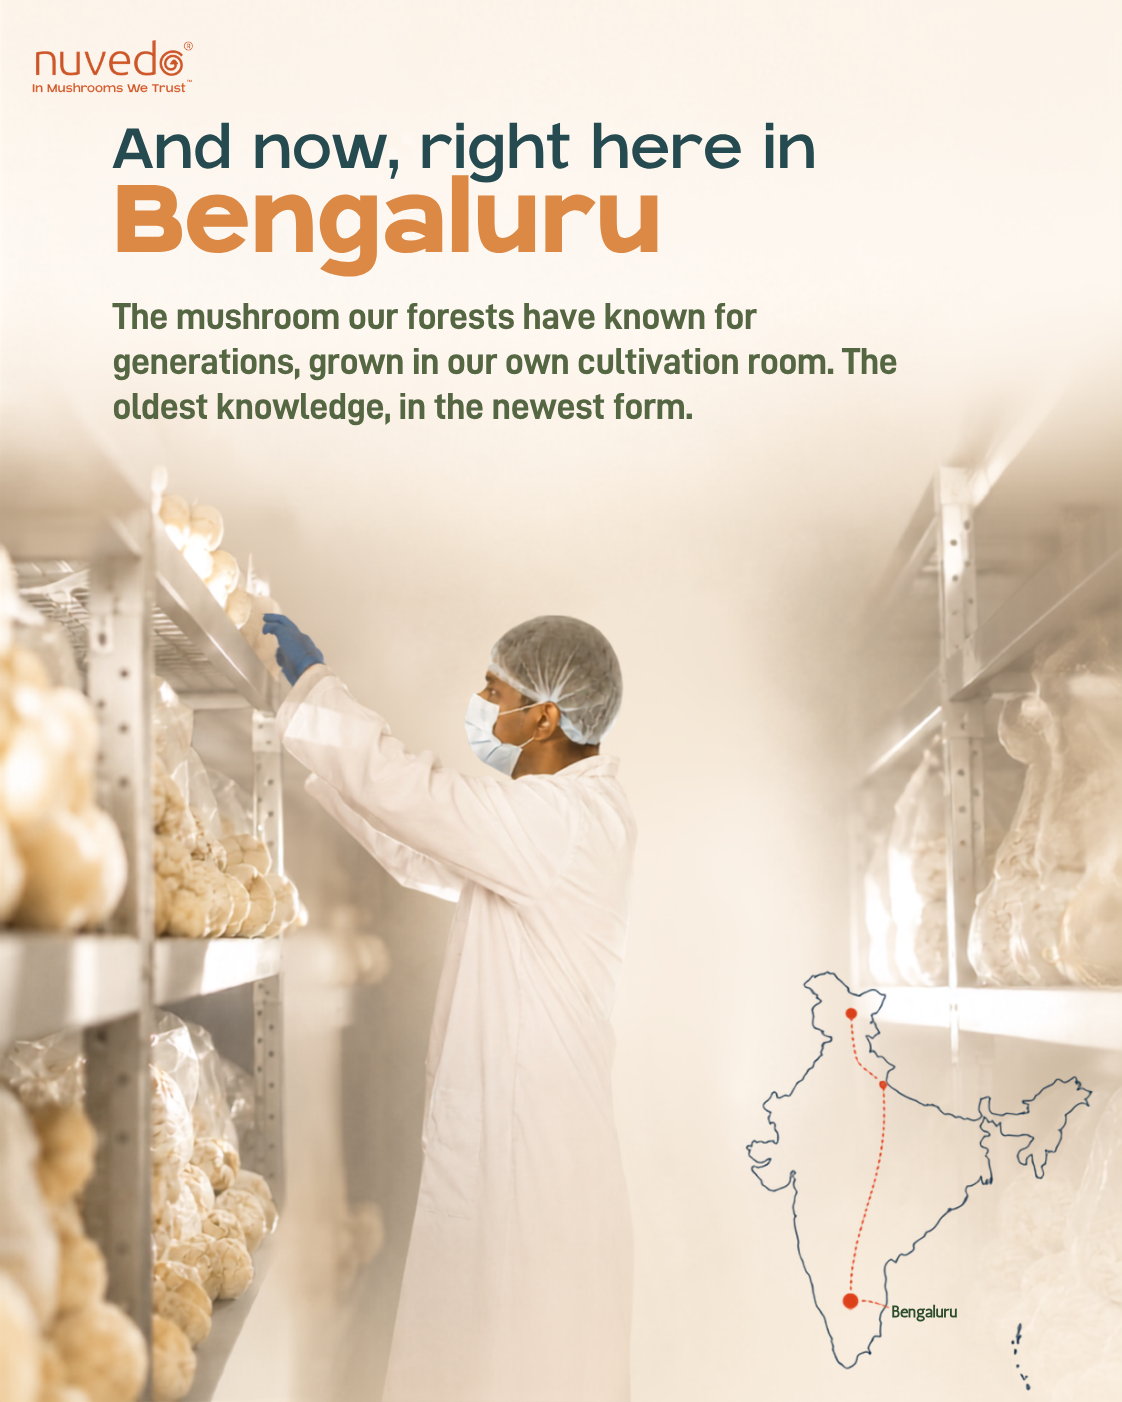 nuvedo®
In Mushrooms We Trust™
And now, right here in
Bengaluru
The mushroom our forests have known for
generations, grown in our own cultivation room. The
oldest knowledge, in the newest form.
Bengaluru